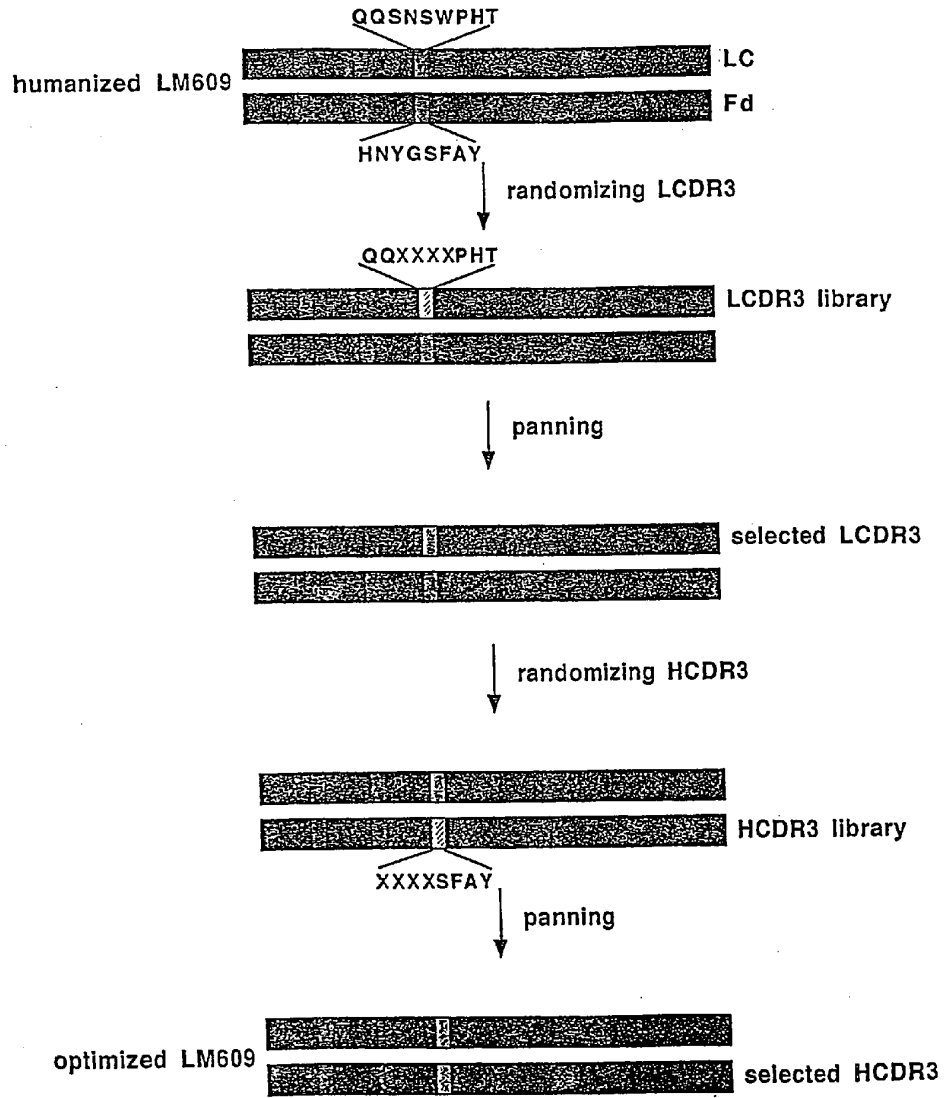 QQSNSWPHT
LC
humanized LM609
Fd
HNYGSFAY
randomizing LCDR3
QQXXXXPHT
LCDR3 library
panning
selected LCDR3
randomizing HCDR3
HCDR3 library
XXXXSFAY
panning
optimized LM609
selected HCDR3